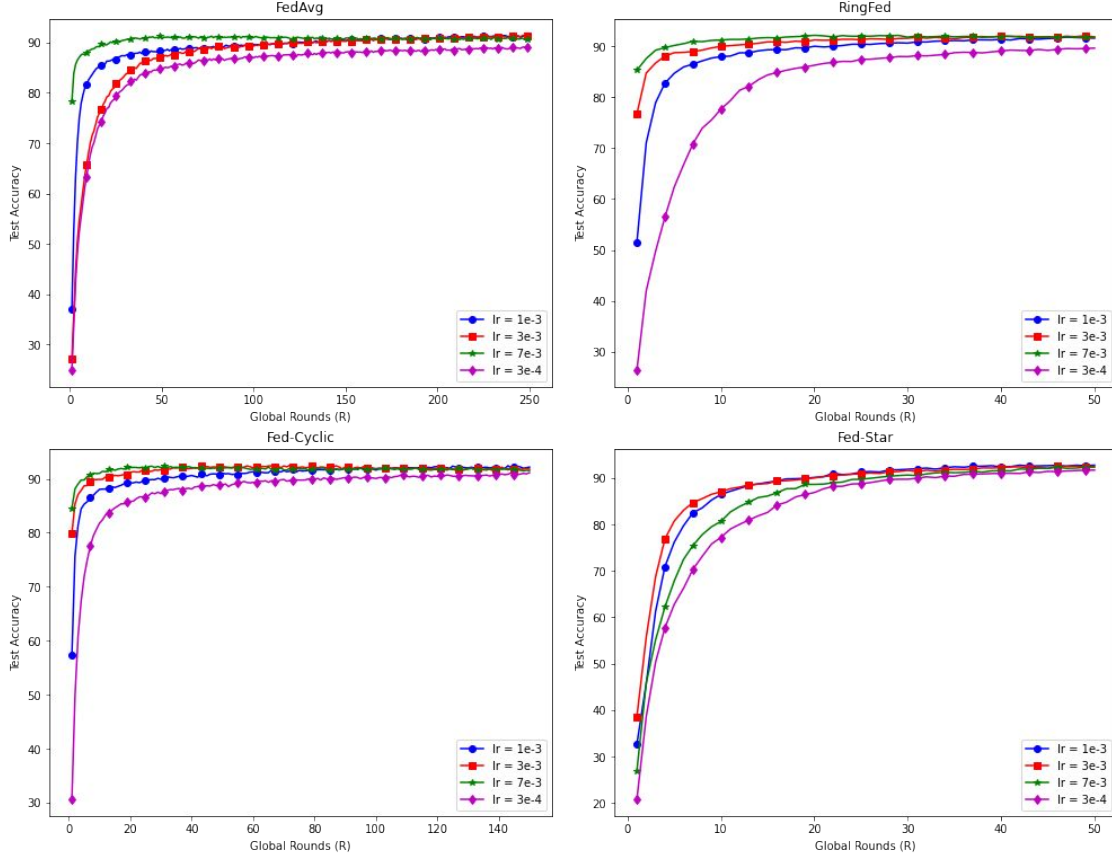 FedAvg
90
80
70
60
50
40
30
Test Accuracy
0 50 100 150 200 250
Global Rounds (R)
lr = 1e-3
lr = 3e-3
lr = 7e-3
lr = 3e-4
RingFed
90
80
70
60
50
40
30
Test Accuracy
0 10 20 30 40 50
Global Rounds (R)
lr = 1e-3
lr = 3e-3
lr = 7e-3
lr = 3e-4
Fed-Cyclic
90
80
70
60
50
40
30
Test Accuracy
0 20 40 60 80 100 120 140
Global Rounds (R)
lr = 1e-3
lr = 3e-3
lr = 7e-3
lr = 3e-4
Fed-Star
90
80
70
60
50
40
30
20
Test Accuracy
0 10 20 30 40 50
Global Rounds (R)
lr = 1e-3
lr = 3e-3
lr = 7e-3
lr = 3e-4